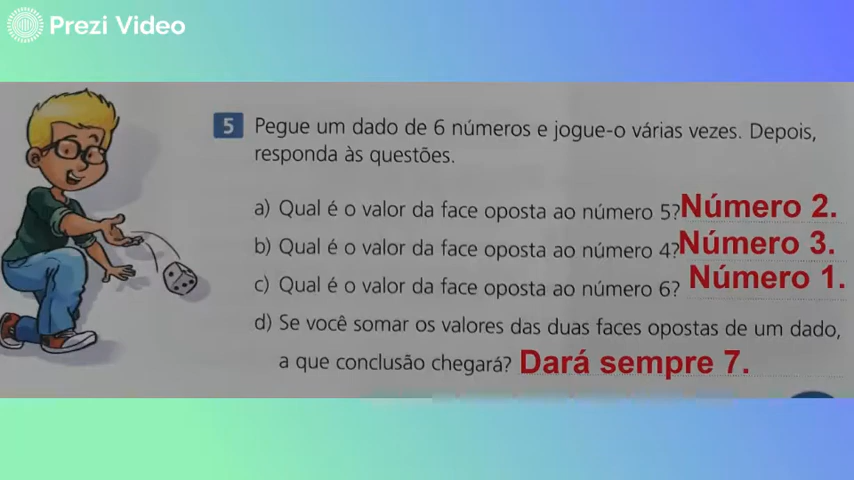 Prezi Video
5 Pegue um dado de 6 números e jogue-o várias vezes. Depois,
responda às questões.
a) Qual é o valor da face oposta ao número 5? Número 2.
b) Qual é o valor da face oposta ao número 4? Número 3.
c) Qual é o valor da face oposta ao número 6? Número 1.
d) Se você somar os valores das duas faces opostas de um dado,
a que conclusão chegará? Dará sempre 7.